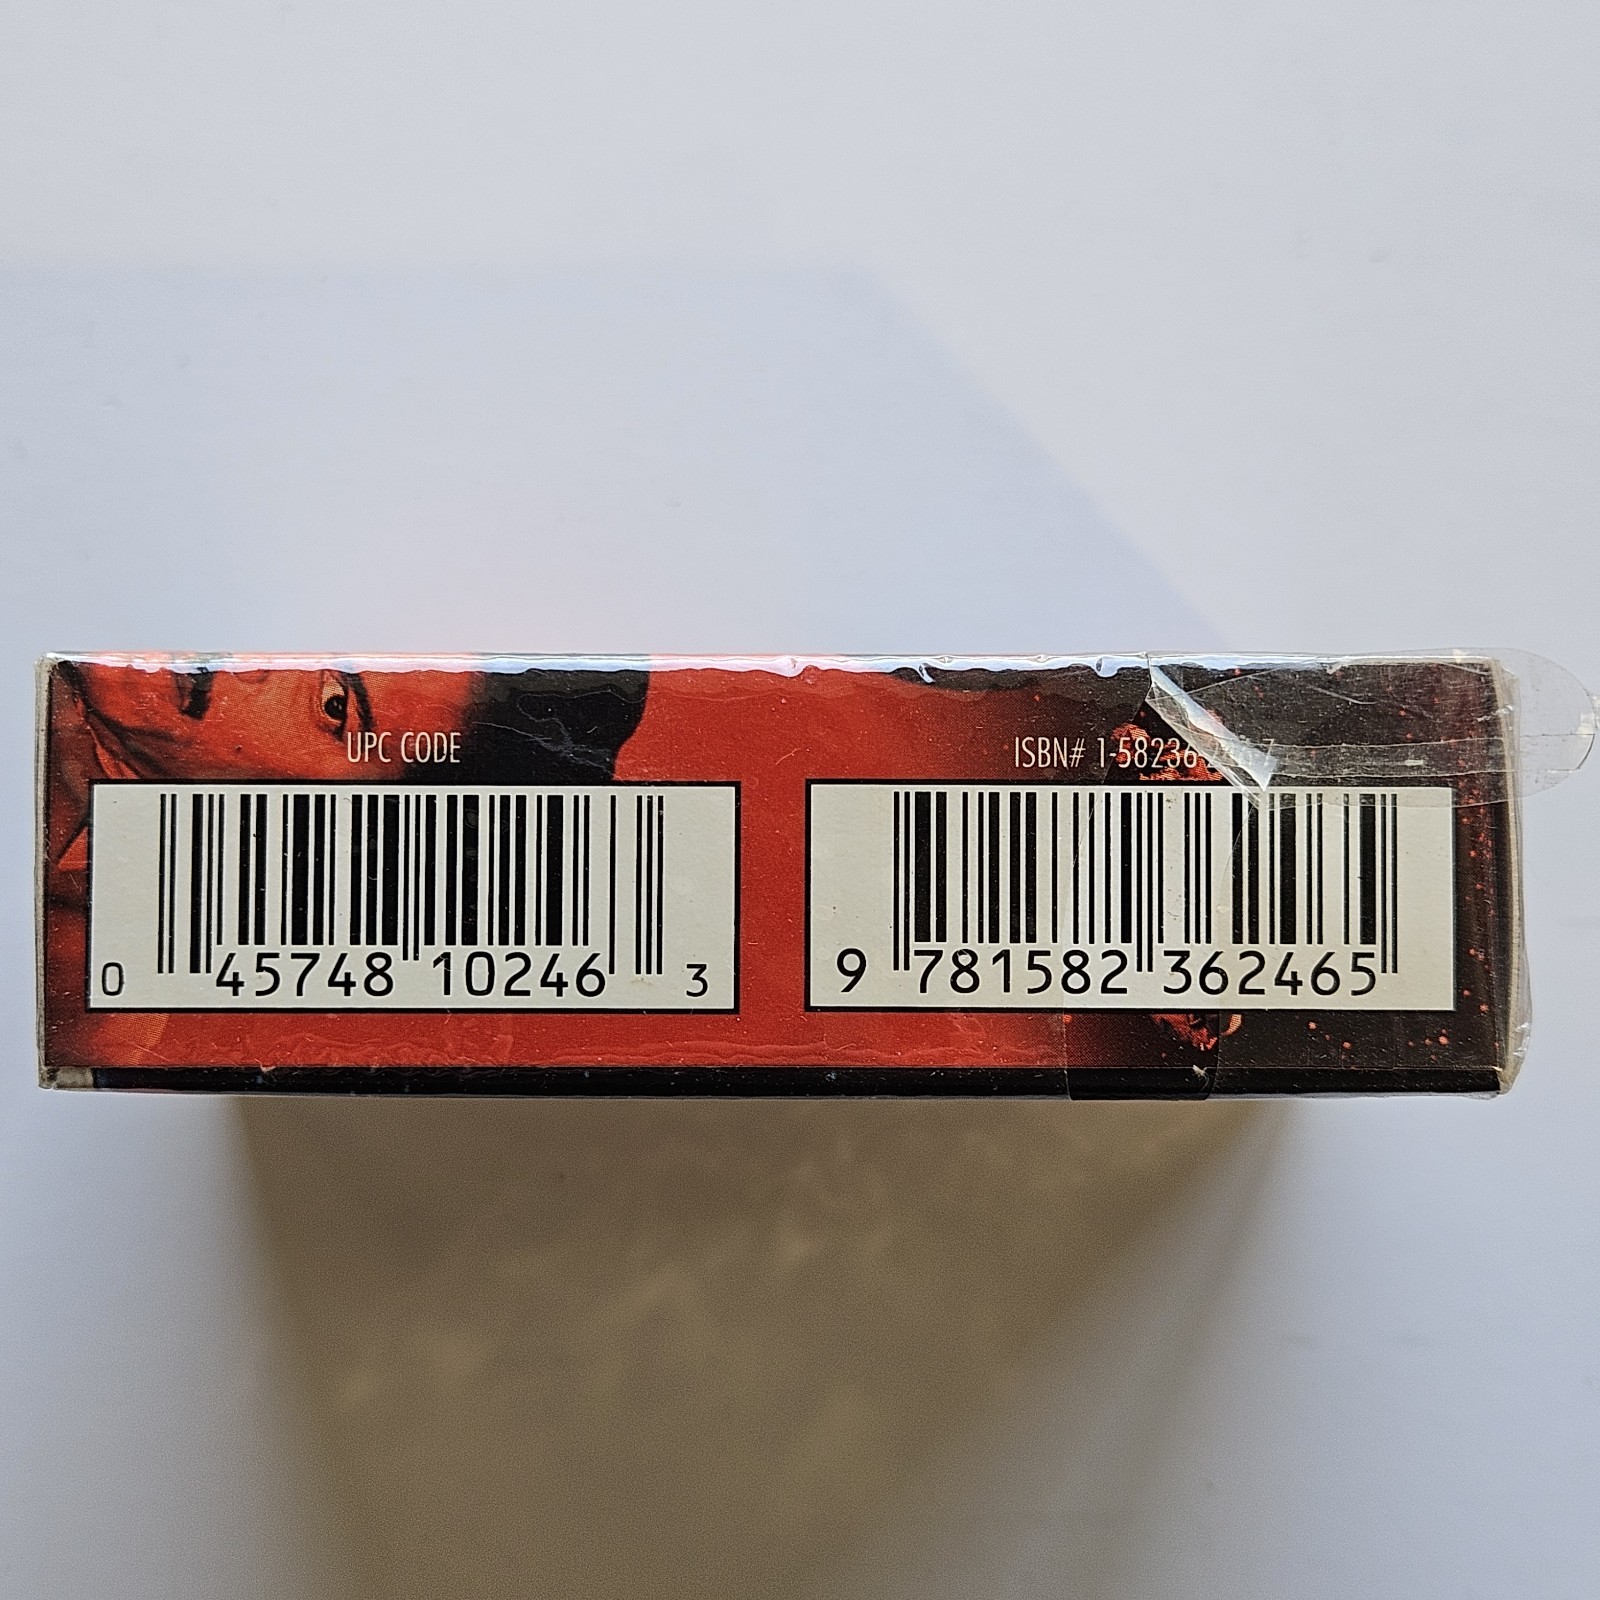 UPC CODE
0 45748 10246 3
ISBN# 1-58236
9 781582 362465